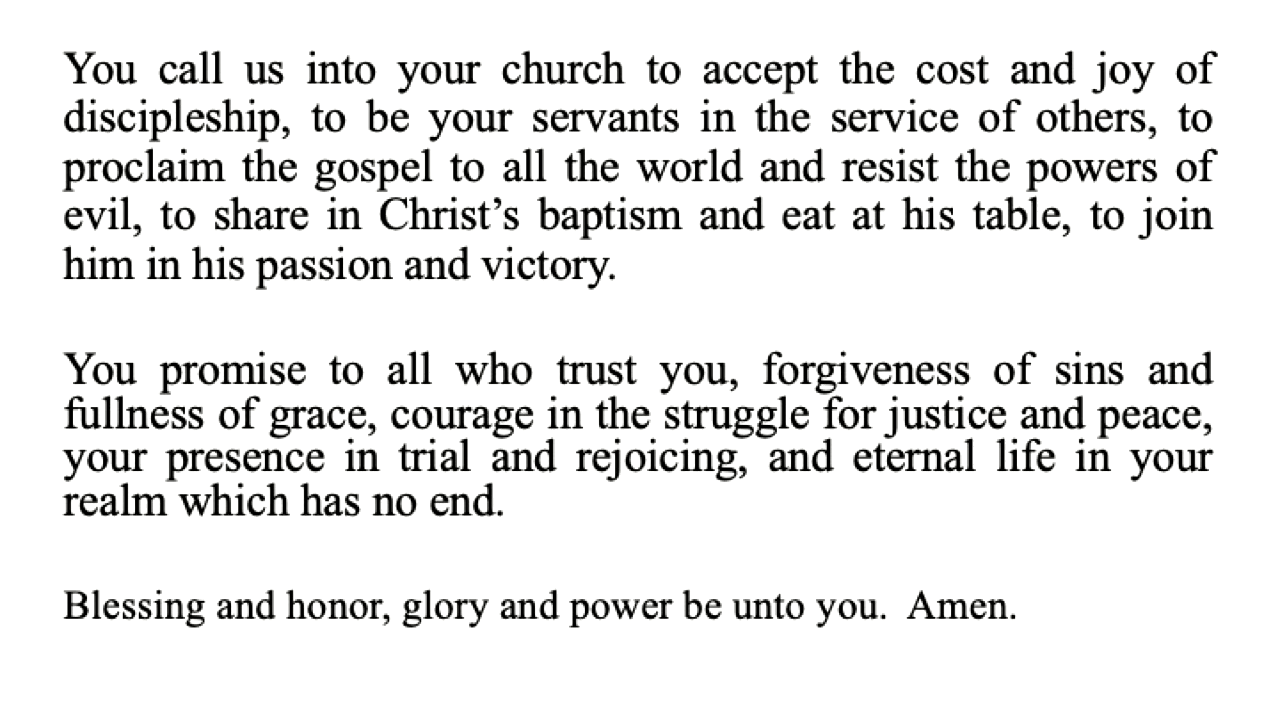 You call us into your church to accept the cost and joy of
discipleship, to be your servants in the service of others, to
proclaim the gospel to all the world and resist the powers of
evil, to share in Christ’s baptism and eat at his table, to join
him in his passion and victory.
You promise to all who trust you, forgiveness of sins and
fullness of grace, courage in the struggle for justice and peace,
your presence in trial and rejoicing, and eternal life in your
realm which has no end.
Blessing and honor, glory and power be unto you.  Amen.